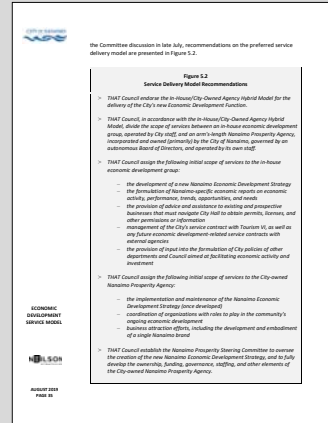 CITY OF NANAIMO
the Committee discussion in late July, recommendations on the preferred service
delivery model are presented in Figure 5.2.
Figure 5.2
Service Delivery Model Recommendations
> THAT Council endorse the In-House/City-Owned Agency Hybrid Model for the
delivery of the City's new Economic Development Function.
> THAT Council, in accordance with the In-House/City-Owned Agency Hybrid
Model, divide the scope of services between an in-house economic development
group, operated by City staff, and an arm's-length Nanaimo Prosperity Agency,
incorporated and owned (primarily) by the City of Nanaimo, governed by an
autonomous Board of Directors, and operated by its own staff.
> THAT Council assign the following initial scope of services to the in-house
economic development group:
– the development of a new Nanaimo Economic Development Strategy
– the formulation of Nanaimo-specific economic reports on economic
activity, performance, trends, opportunities, and needs
– the provision of advice and assistance to existing and prospective
businesses that must navigate City Hall to obtain permits, licenses, and
other permissions or information
– management of the City's service contract with Tourism VI, as well as
any future economic development-related service contracts with
external agencies
– the provision of input into the formulation of City policies of other
departments and Council aimed at facilitating economic activity and
investment
> THAT Council assign the following initial scope of services to the City-owned
Nanaimo Prosperity Agency:
– the implementation and maintenance of the Nanaimo Economic
Development Strategy (once developed)
– coordination of organizations with roles to play in the community's
ongoing economic development
– business attraction efforts, including the development and embodiment
of a single Nanaimo brand
> THAT Council establish the Nanaimo Prosperity Steering Committee to oversee
the creation of the new Nanaimo Economic Development Strategy, and to fully
develop the ownership, funding, governance, staffing, and other elements of
the City-owned Nanaimo Prosperity Agency.
ECONOMIC
DEVELOPMENT
SERVICE MODEL
NEILSON
AUGUST 2019
PAGE 35